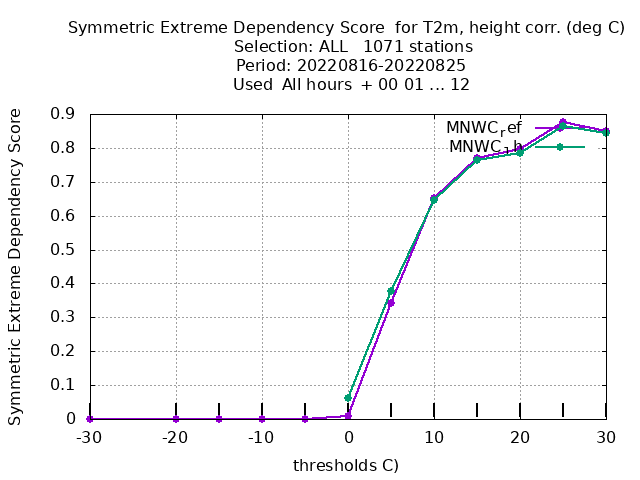 Symmetric Extreme Dependency Score  for T2m, height corr. (deg C)
Selection: ALL   1071 stations
Period: 20220816-20220825
Used  All hours  + 00 01 ... 12
Symmetric Extreme Dependency Score
0.9
0.8
0.7
0.6
0.5
0.4
0.3
0.2
0.1
0
MNWC_ref
-30
-20
-10
0
10
20
30
thresholds C)